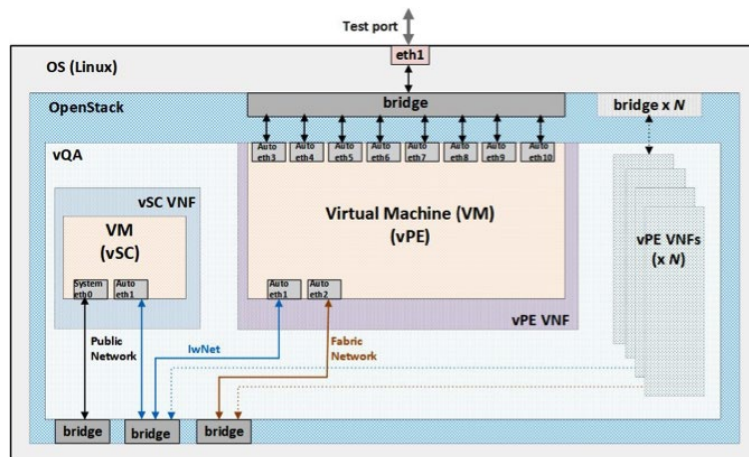 Test port
eth1
OS (Linux)
OpenStack
bridge
bridge x N
Auto eth3
Auto eth4
Auto eth5
Auto eth6
Auto eth7
Auto eth8
Auto eth9
Auto eth10
vQA
vSC VNF
VM
(vSC)
System eth0
Auto eth1
Virtual Machine (VM)
(vPE)
Auto eth1
Auto eth2
vPE VNF
vPE VNFs
(x N)
Public
Network
IwNet
Fabric
Network
bridge
bridge
bridge